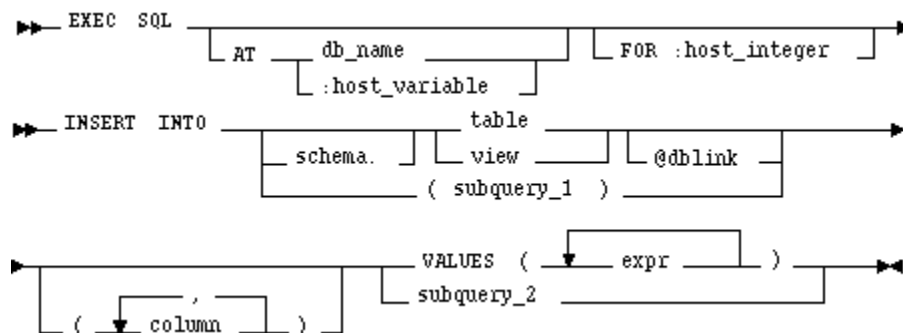 EXEC SQL
AT db_name FOR :host_integer
:host_variable
INSERT INTO table
schema. view @dblink
( subquery_1 )
VALUES ( expr )
subquery_2
,
( column )